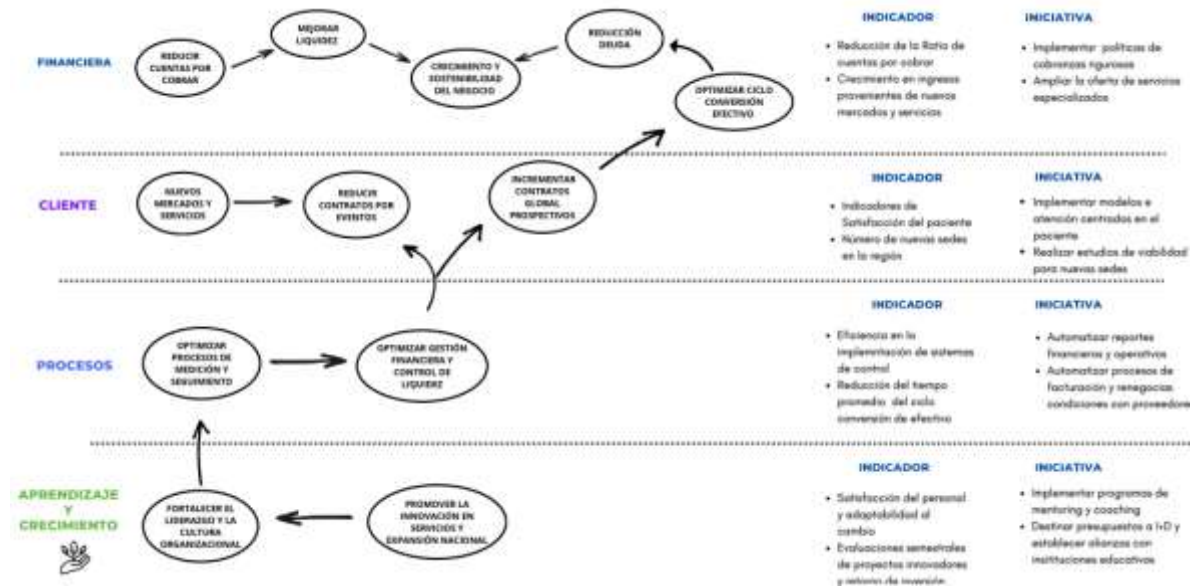 FINANCIERA
REDUCIR
CUENTAS POR
COBRAR
MEJORAR
LIQUIDEZ
CRECIMIENTO Y
SOSTENIBILIDAD
DEL NEGOCIO
REDUCCIÓN
DEUDA
OPTIMIZAR CICLO
CONVERSIÓN
EFECTIVO
INDICADOR
• Reducción de la Ratio de
cuentas por cobrar
• Crecimiento en ingresos
provenientes de nuevos
mercados y servicios
INICIATIVA
• Implementar políticas de
cobranzas rigurosas
• Ampliar la oferta de servicios
especializados
CLIENTE
NUEVOS
MERCADOS Y
SERVICIOS
REDUCIR
CONTRATOS POR
EVENTOS
INCREMENTAR
CONTRATOS
GLOBAL
PROSPECTIVOS
INDICADOR
• Indicadores de
Satisfacción del paciente
• Número de nuevas sedes
en la región
INICIATIVA
• Implementar modelos e
atención centrados en el
paciente
• Realizar estudios de viabilidad
para nuevas sedes
PROCESOS
OPTIMIZAR
PROCESOS DE
MEDICIÓN Y
SEGUIMIENTO
OPTIMIZAR GESTIÓN
FINANCIERA Y
CONTROL DE
LIQUIDEZ
INDICADOR
• Eficiencia en la
de sistemas
de control
• Reducción del tiempo
promedio del ciclo
conversión de efectivo
INICIATIVA
• Automatizar reportes
financieros y operativos
• Automatizar procesos de
facturación y renegocias
condiciones con proveedore
APRENDIZAJE
Y
CRECIMIENTO
FORTALECER EL
LIDERAZGO Y LA
CULTURA
ORGANIZACIONAL
PROMOVER LA
INNOVACIÓN EN
SERVICIOS Y
EXPANSIÓN NACIONAL
INDICADOR
• Satisfacción del personal
y adaptabilidad al
cambio
• Evaluaciones semestrales
de proyectos innovadores
y retorno de inversión
INICIATIVA
• Implementar programas de
mentoring y coaching
• Destinar presupuestos a I+D y
establecer alianzas con
instituciones educativas